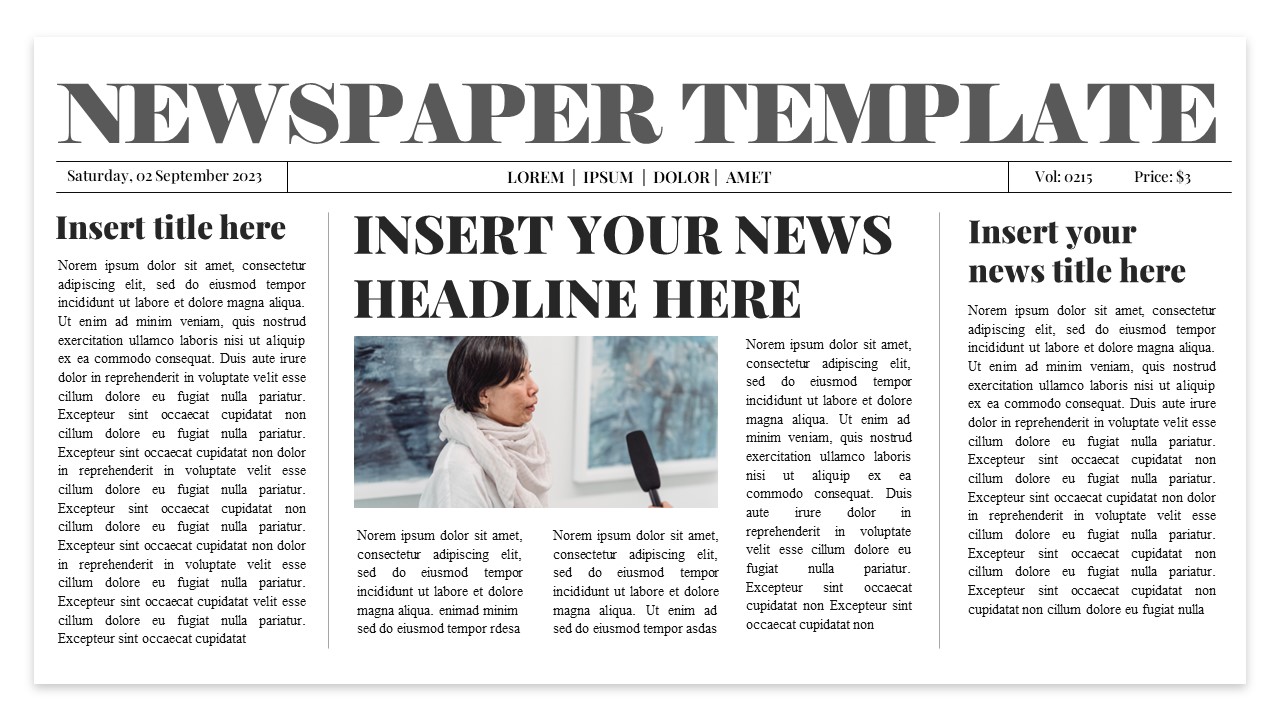 NEWSPAPER TEMPLATE
Saturday, 02 September 2023
LOREM | IPSUM | DOLOR | AMET
Vol: 0215
Price: $3
Insert title here
Norem ipsum dolor sit amet, consectetur
adipiscing elit, sed do eiusmod tempor
incididunt ut labore et dolore magna aliqua.
Ut enim ad minim veniam, quis nostrud
exercitation ullamco laboris nisi ut aliquip
ex ea commodo consequat. Duis aute irure
dolor in reprehenderit in voluptate velit esse
cillum dolore eu fugiat nulla pariatur.
Excepteur sint occaecat cupidatat non
cillum dolore eu fugiat nulla pariatur.
Excepteur sint occaecat cupidatat non dolor
in reprehenderit in voluptate velit esse
cillum dolore eu fugiat nulla pariatur.
Excepteur sint occaecat cupidatat non
cillum dolore eu fugiat nulla pariatur.
Excepteur sint occaecat cupidatat non dolor
in reprehenderit in voluptate velit esse
cillum dolore eu fugiat nulla pariatur.
Excepteur sint occaecat cupidatat velit esse
cillum dolore eu fugiat nulla pariatur.
Excepteur sint occaecat cupidatat
INSERT YOUR NEWS
HEADLINE HERE
Norem ipsum dolor sit amet,
consectetur adipiscing elit,
sed do eiusmod tempor
incididunt ut labore et dolore
magna aliqua. enimad minim
sed do eiusmod tempor rdesa
Norem ipsum dolor sit amet,
consectetur adipiscing elit,
sed do eiusmod tempor
incididunt ut labore et dolore
magna aliqua. Ut enim ad
sed do eiusmod tempor asdas
Norem ipsum dolor sit amet,
consectetur adipiscing elit,
sed do eiusmod tempor
incididunt ut labore et dolore
magna aliqua. Ut enim ad
minim veniam, quis nostrud
exercitation ullamco laboris
nisi ut aliquip ex ea
commodo consequat. Duis
aute irure dolor in
reprehenderit in voluptate
velit esse cillum dolore eu
fugiat nulla pariatur.
Excepteur sint occaecat
cupidatat non Excepteur sint
occaecat cupidatat non
Insert your
news title here
Norem ipsum dolor sit amet, consectetur
adipiscing elit, sed do eiusmod tempor
incididunt ut labore et dolore magna aliqua.
Ut enim ad minim veniam, quis nostrud
exercitation ullamco laboris nisi ut aliquip
ex ea commodo consequat. Duis aute irure
dolor in reprehenderit in voluptate velit esse
cillum dolore eu fugiat nulla pariatur.
Excepteur sint occaecat cupidatat non
cillum dolore eu fugiat nulla pariatur.
Excepteur sint occaecat cupidatat non dolor
in reprehenderit in voluptate velit esse
cillum dolore eu fugiat nulla pariatur.
Excepteur sint occaecat cupidatat non
cillum dolore eu fugiat nulla pariatur.
Excepteur sint occaecat cupidatat non
cupidatat non cillum dolore eu fugiat nulla